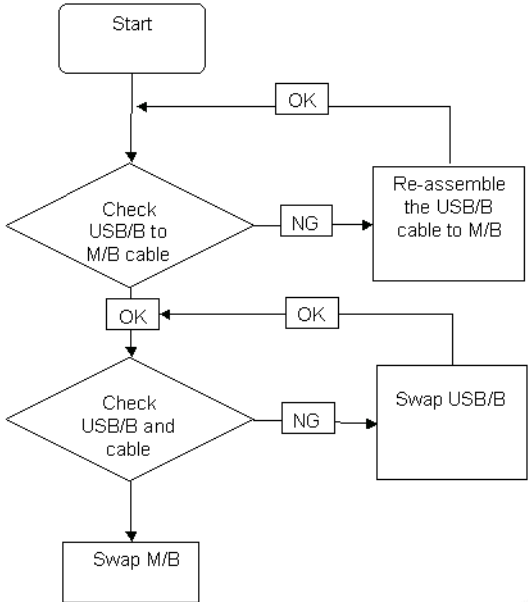 Start
OK
Check
USB/B to
M/B cable
NG
Re-assemble
the USB/B
cable to M/B
OK
OK
Check
USB/B and
cable
NG
Swap USB/B
Swap M/B